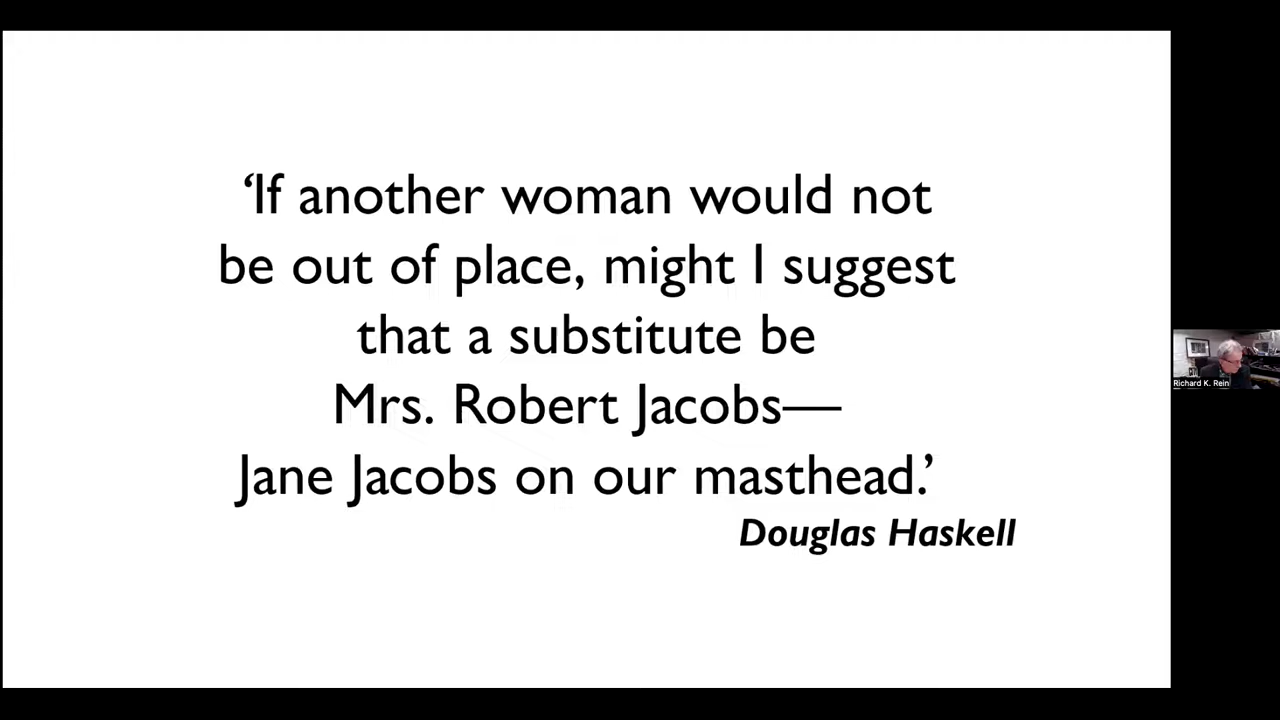 ‘If another woman would not
be out of place, might I suggest
that a substitute be
Mrs. Robert Jacobs—
Jane Jacobs on our masthead.’
Douglas Haskell
Richard K. Rein